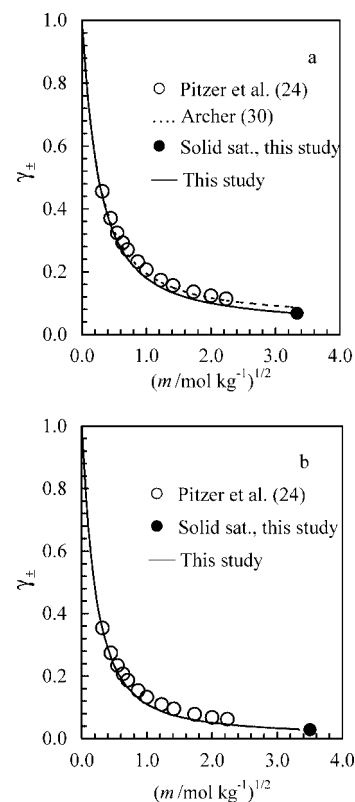 a
1.0
0.8
0.6
0.4
0.2
0.0
γ±
Pitzer et al. (24)
Archer (30)
Solid sat., this study
This study
0.0 1.0 2.0 3.0 4.0
(m/mol kg⁻¹)¹/²
b
1.0
0.8
0.6
0.4
0.2
0.0
γ±
Pitzer et al. (24)
Solid sat., this study
This study
0.0 1.0 2.0 3.0 4.0
(m/mol kg⁻¹)¹/²